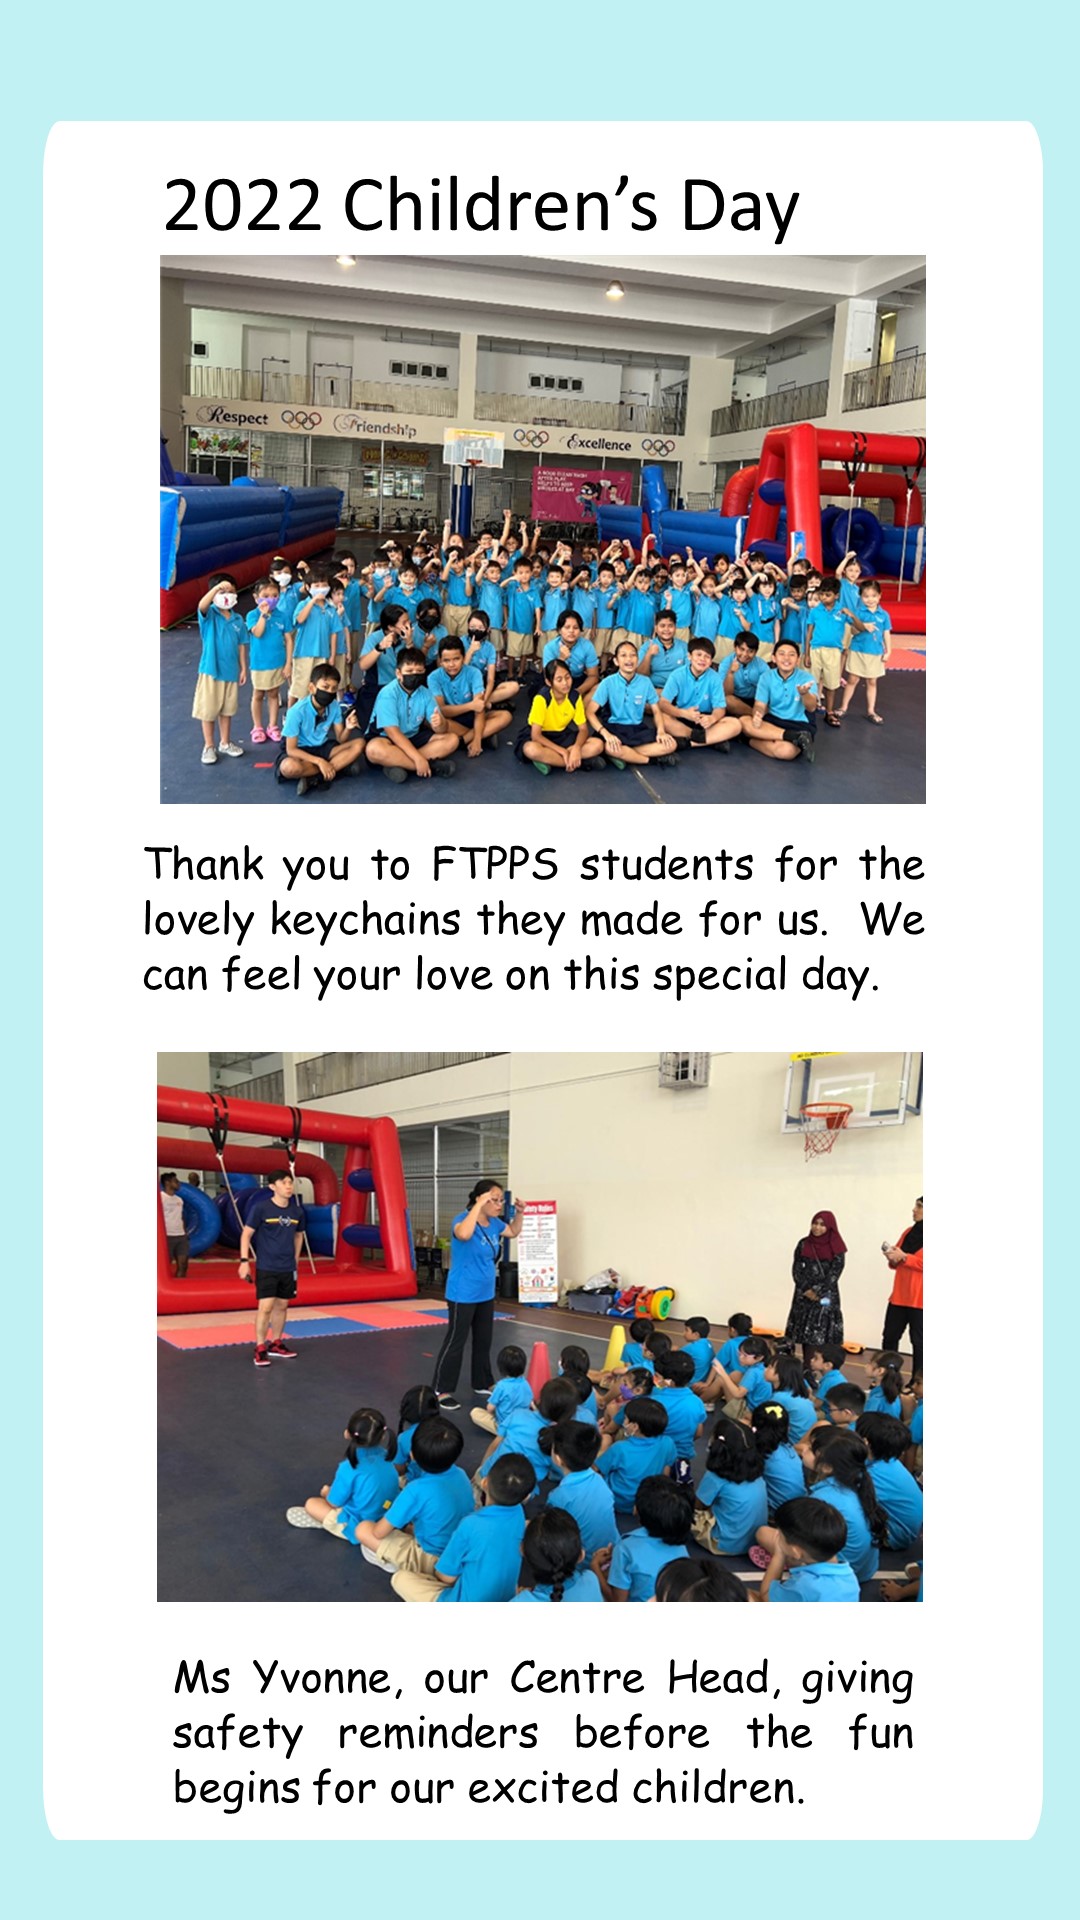 2022 Children’s Day
Respect
Friendship
Excellence
Thank you to FTPPS students for the
lovely keychains they made for us.  We
can feel your love on this special day.
Safety Rules
Ms Yvonne, our Centre Head, giving
safety reminders before the fun
begins for our excited children.